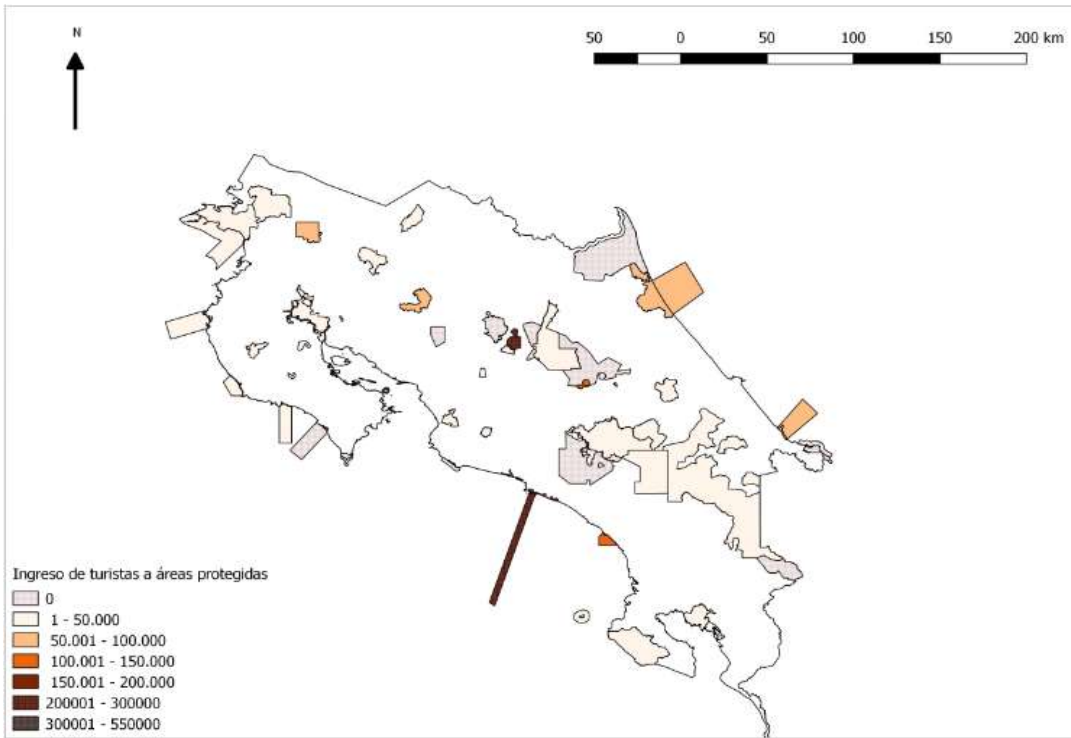 N
50 0 50 100 150 200 km
Ingreso de turistas a áreas protegidas
0
1 - 50.000
50.001 - 100.000
100.001 - 150.000
150.001 - 200.000
200001 - 300000
300001 - 550000